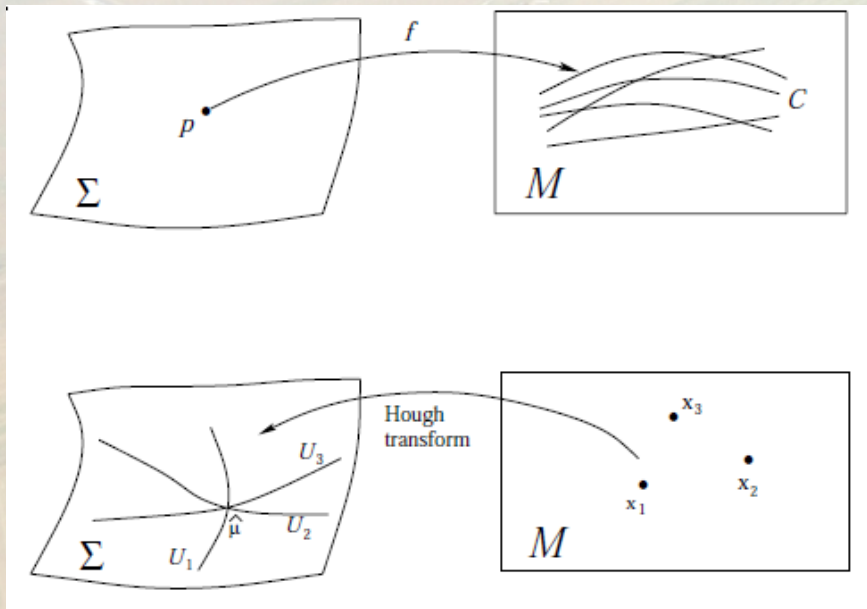 f
p
C
Σ
M
Hough
transform
x₃
U₃
x₂
x₁
μ̂
U₂
U₁
Σ
M